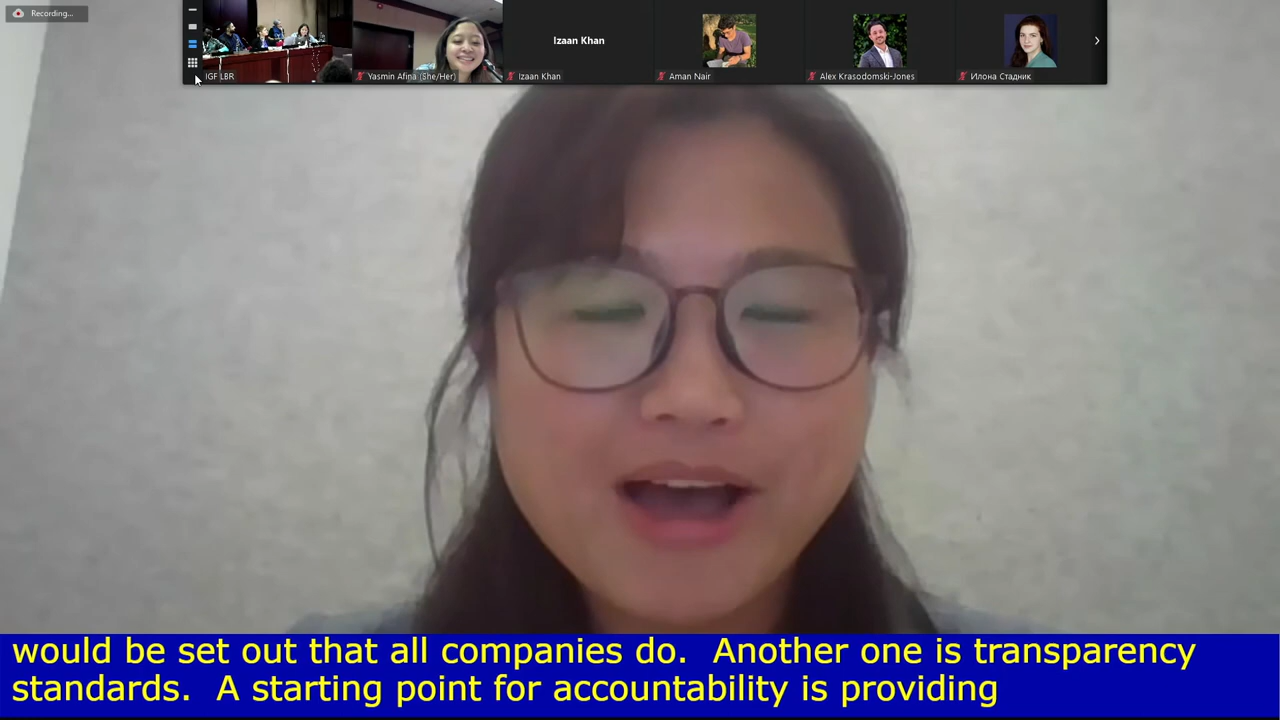 Recording...
Izaan Khan
IGF LBR
Yasmin Afina (She/Her)
Izaan Khan
Aman Nair
Alex Krasodomski-Jones
Илона Стадник
would be set out that all companies do. Another one is transparency
standards. A starting point for accountability is providing